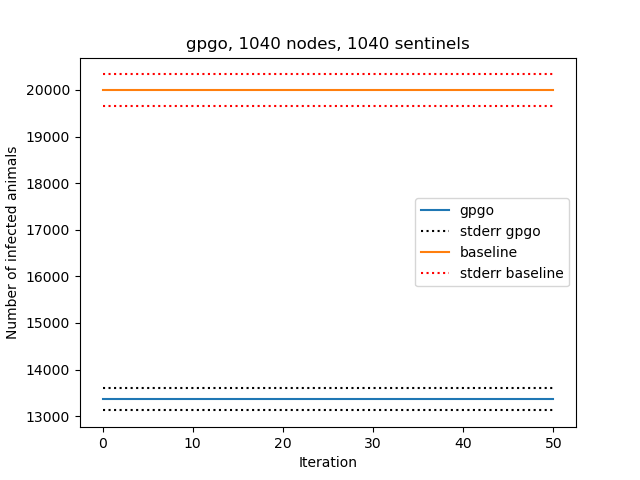 gpgo, 1040 nodes, 1040 sentinels
20000
19000
18000
17000
16000
15000
14000
13000
Number of infected animals
gpgo
stderr gpgo
baseline
stderr baseline
0 10 20 30 40 50
Iteration